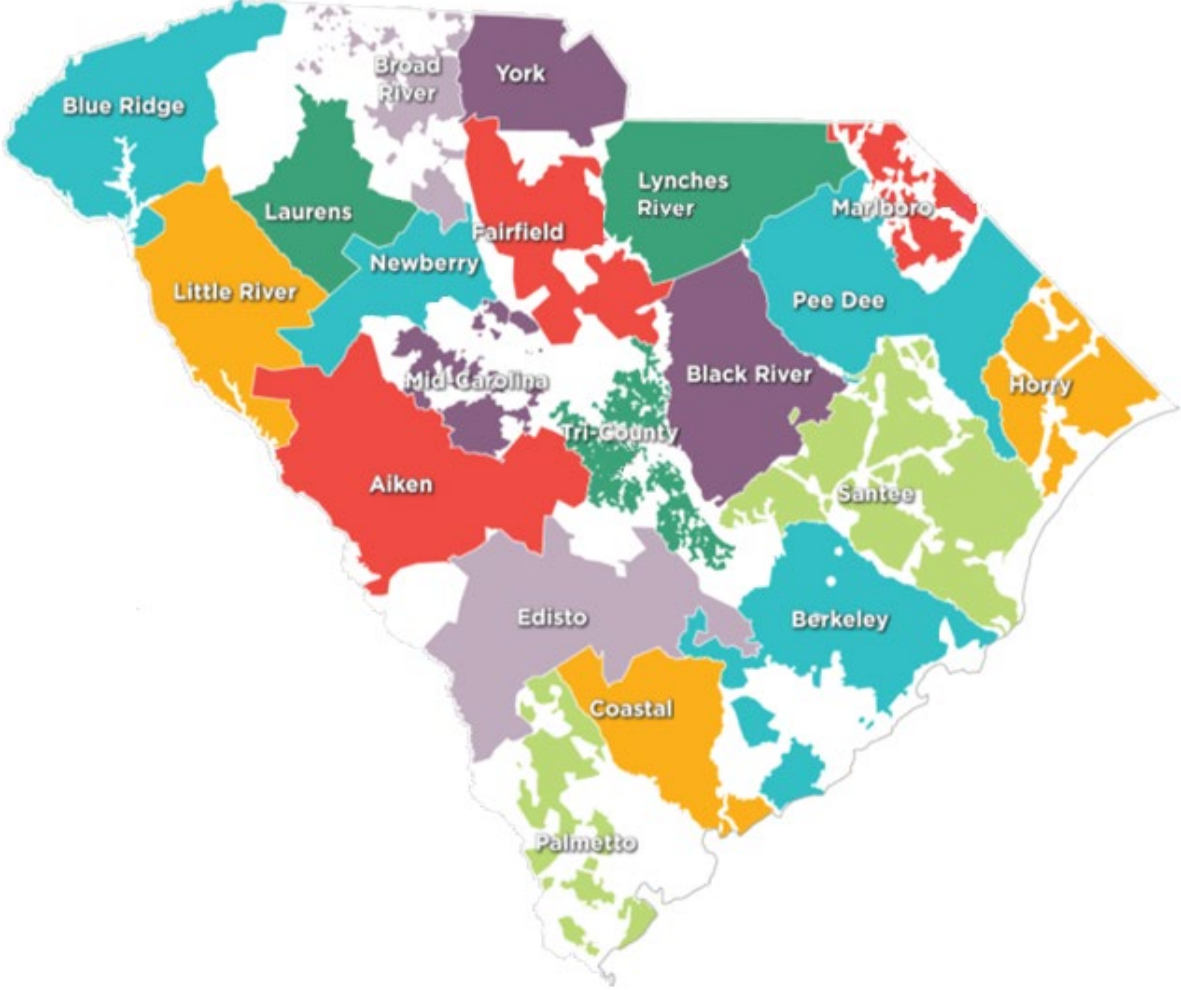 Broad
River
York
Blue Ridge
Lynches
River
Marlboro
Laurens
Fairfield
Newberry
Little River
Pee Dee
Black River
Mid-Carolina
Horry
Tri-County
Aiken
Santee
Edisto
Berkeley
Coastal
Palmetto